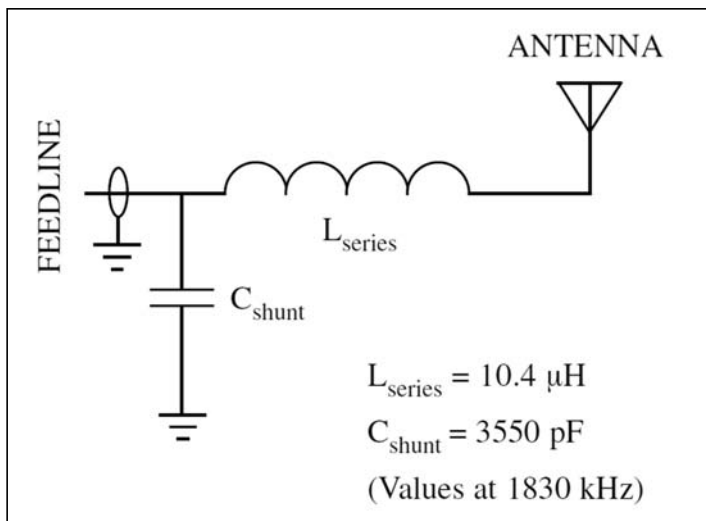 ANTENNA
FEEDLINE
Lseries
Cshunt
Lseries = 10.4 µH
Cshunt = 3550 pF
(Values at 1830 kHz)